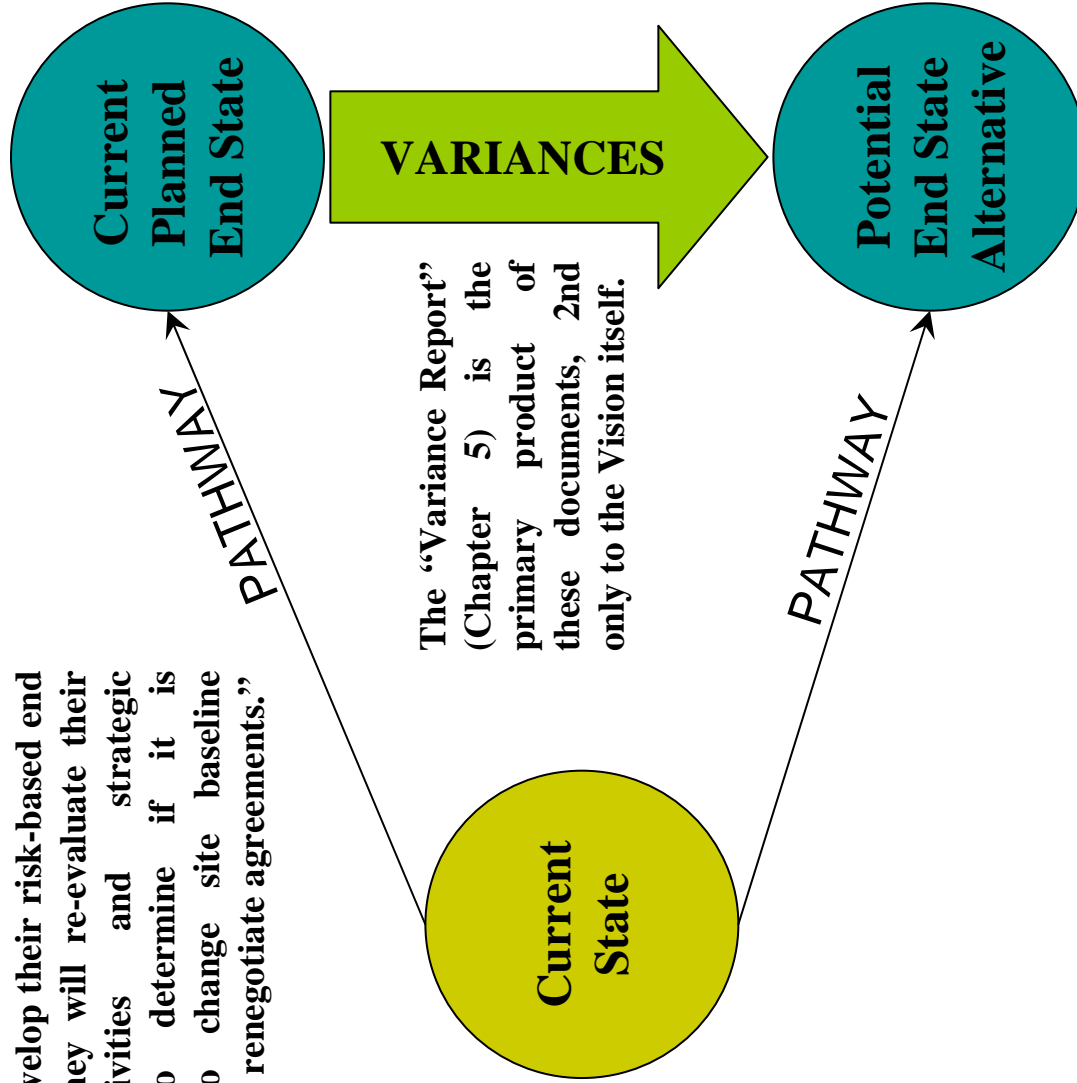 velop their risk-based end
ney will re-evaluate their
ivities and strategic
o determine if it is
o change site baseline
renegotiate agreements.”
PATHWAY
Current
Planned
End State
The “Variance Report”
(Chapter 5) is the
primary product of
these documents, 2nd
only to the Vision itself.
VARIANCES
Current
State
PATHWAY
Potential
End State
Alternative